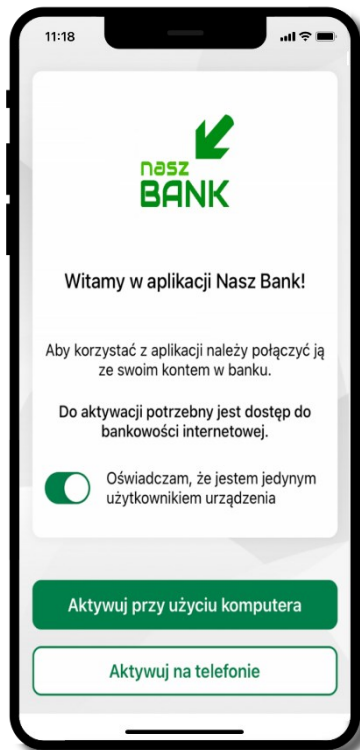 11:18
nasz
BANK
Witamy w aplikacji Nasz Bank!
Aby korzystać z aplikacji należy połączyć ją
ze swoim kontem w banku.
Do aktywacji potrzebny jest dostęp do
bankowości internetowej.
Oświadczam, że jestem jedynym
użytkownikiem urządzenia
Aktywuj przy użyciu komputera
Aktywuj na telefonie